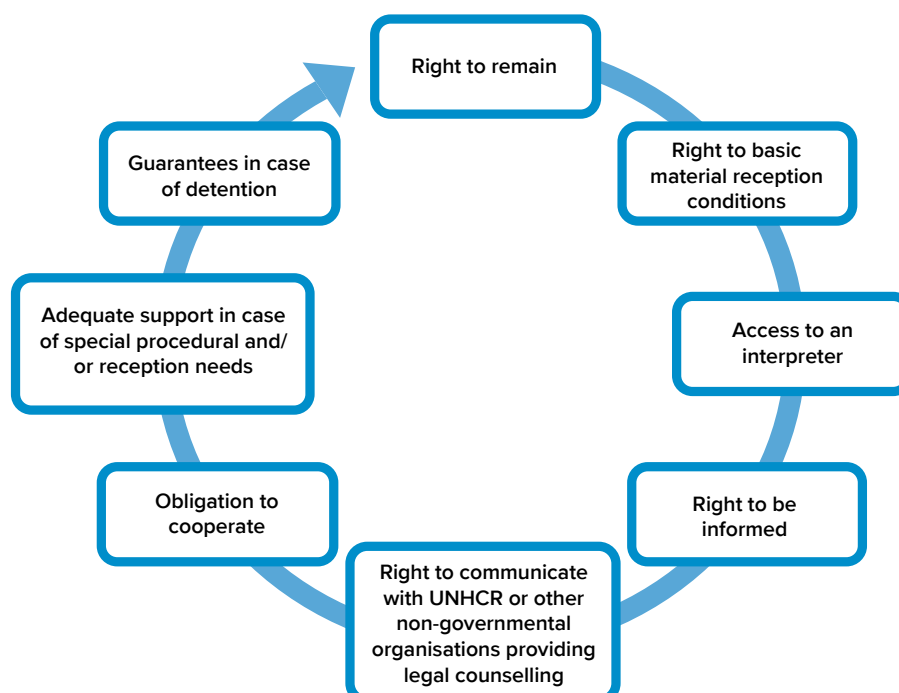 Right to remain
Right to basic
material reception
conditions
Access to an
interpreter
Right to be
informed
Right to communicate
with UNHCR or other
non-governmental
organisations providing
legal counselling
Obligation to
cooperate
Adequate support in case
of special procedural and/
or reception needs
Guarantees in case
of detention